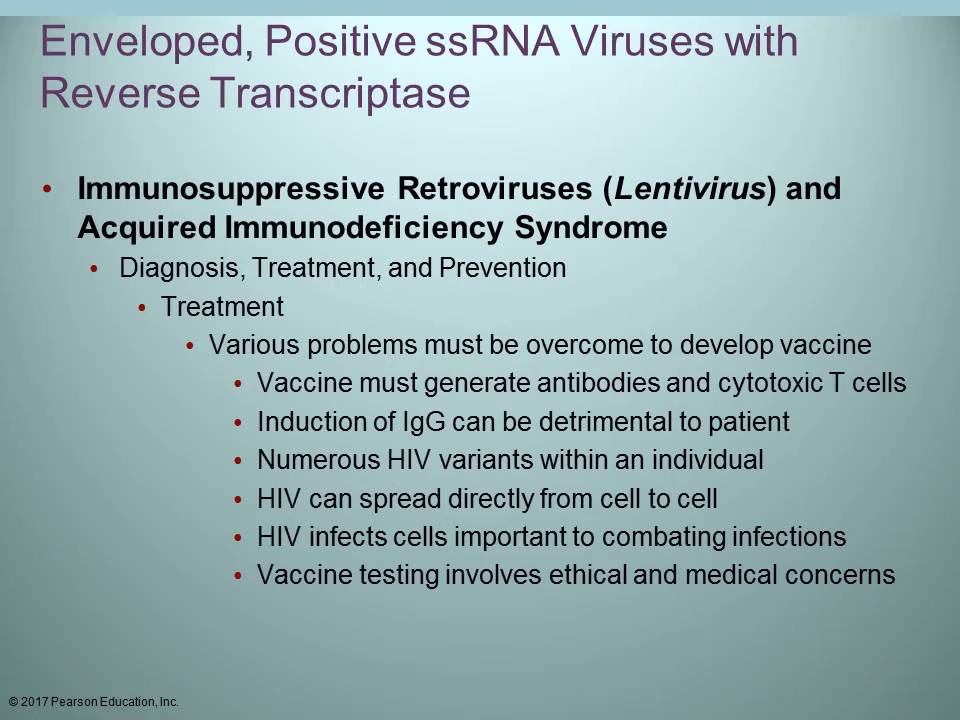 Enveloped, Positive ssRNA Viruses with
Reverse Transcriptase
• Immunosuppressive Retroviruses (Lentivirus) and
Acquired Immunodeficiency Syndrome
• Diagnosis, Treatment, and Prevention
• Treatment
• Various problems must be overcome to develop vaccine
• Vaccine must generate antibodies and cytotoxic T cells
• Induction of IgG can be detrimental to patient
• Numerous HIV variants within an individual
• HIV can spread directly from cell to cell
• HIV infects cells important to combating infections
• Vaccine testing involves ethical and medical concerns
© 2017 Pearson Education, Inc.